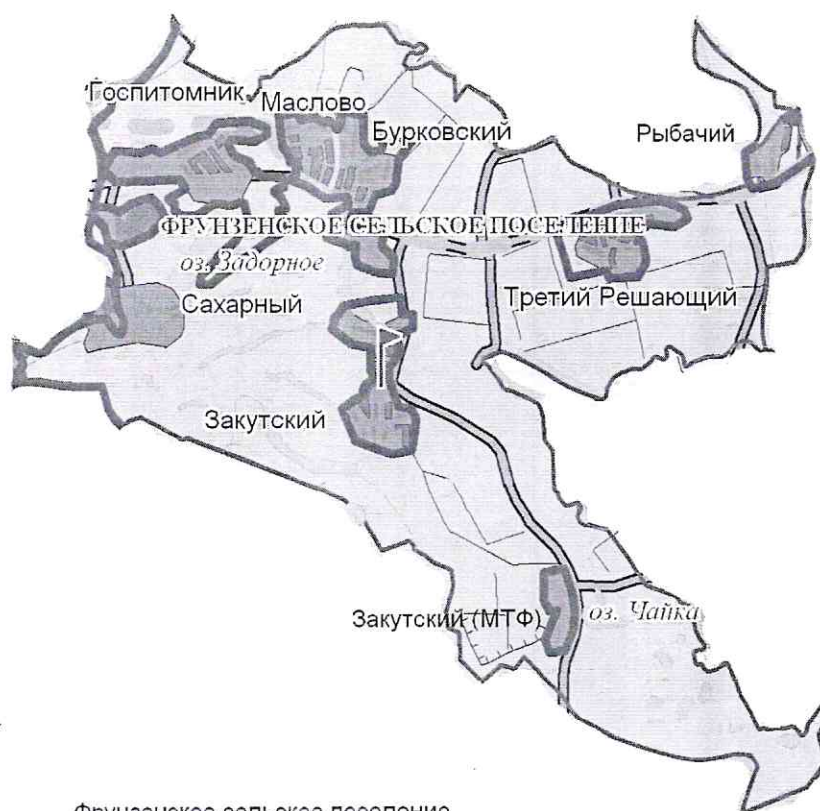 Госпитомник
Маслово
Бурковский
Рыбачий
ФРУНЗЕНСКОЕ СЕЛЬСКОЕ ПОСЕЛЕНИЕ
оз. Задорное
Сахарный
Третий Решающий
Закутский
Закутский (МТФ)
оз. Чайка
Фрунзенское сельское поселение